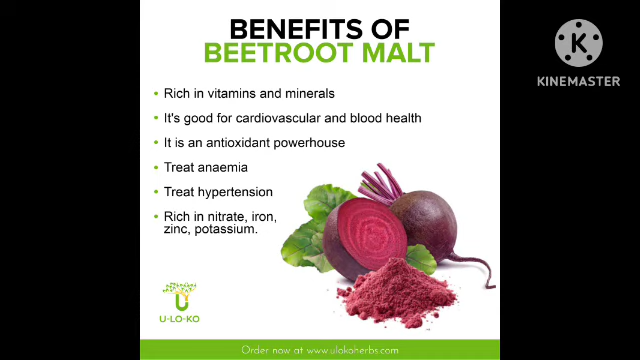 BENEFITS OF
BEETROOT MALT
K
KINEMASTER
• Rich in vitamins and minerals
• It's good for cardiovascular and blood health
• It is an antioxidant powerhouse
• Treat anaemia
• Treat hypertension
• Rich in nitrate, iron,
zinc, potassium.
U
U-LO-KO
Order now at www.ulokoherbs.com